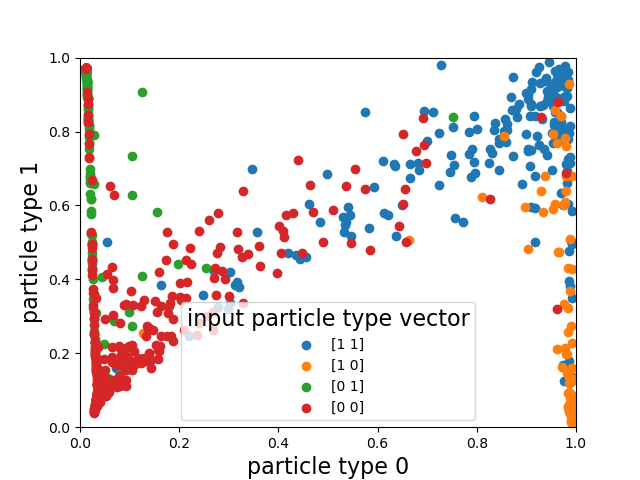 1.0
0.8
0.6
0.4
0.2
0.0
particle type 1
input particle type vector
[1 1]
[1 0]
[0 1]
[0 0]
0.0 0.2 0.4 0.6 0.8 1.0
particle type 0